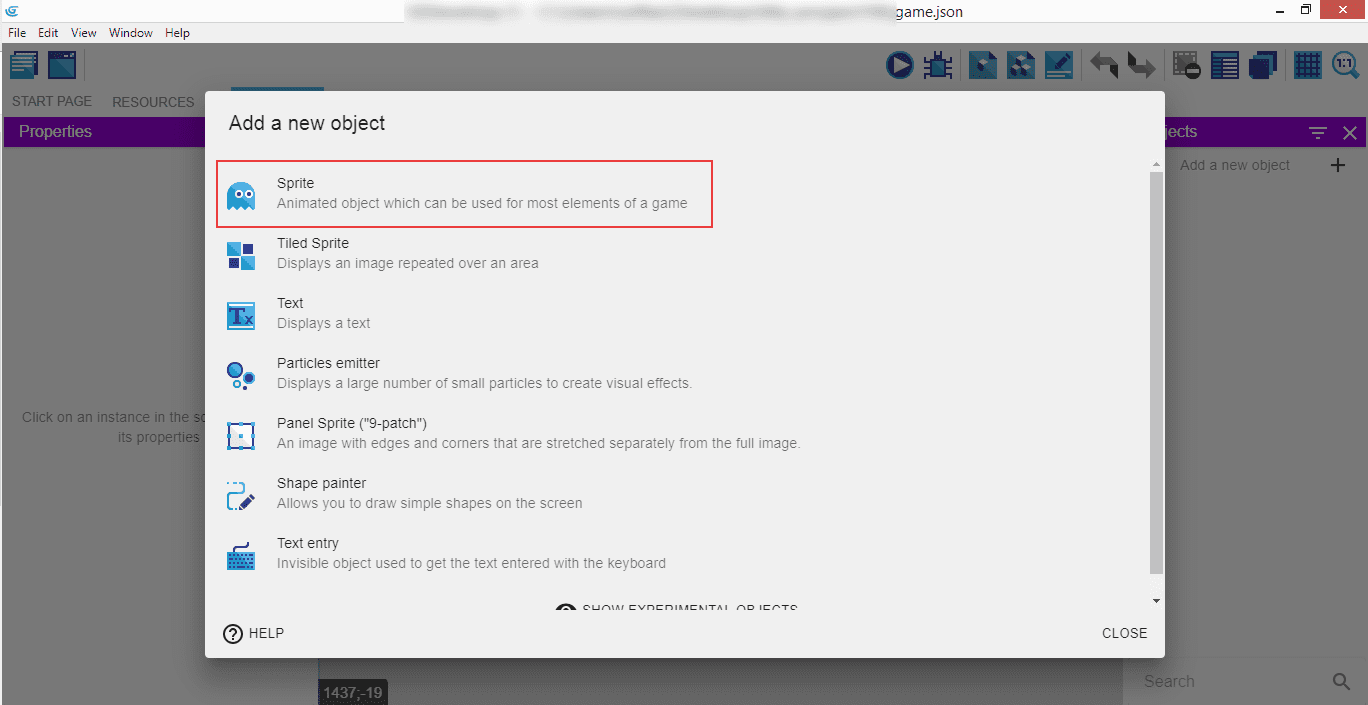 game.json
File Edit View Window Help
1:1
START PAGE RESOURCES
Properties
jects
Add a new object
Add a new object
Sprite
Animated object which can be used for most elements of a game
Tiled Sprite
Displays an image repeated over an area
Text
Displays a text
Tx
Particles emitter
Displays a large number of small particles to create visual effects.
Click on an instance in the sc
its properties
Panel Sprite ("9-patch")
An image with edges and corners that are stretched separately from the full image.
Shape painter
Allows you to draw simple shapes on the screen
Text entry
Invisible object used to get the text entered with the keyboard
SHOW EXPERIMENTAL OBJECTS
? HELP
CLOSE
1437;-19
Search